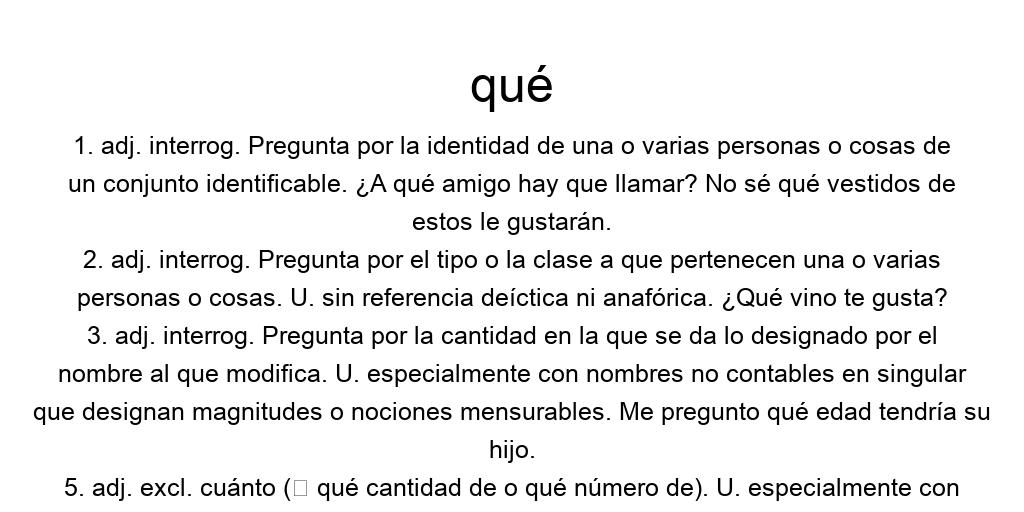 qué
1. adj. interrog. Pregunta por la identidad de una o varias personas o cosas de
un conjunto identificable. ¿A qué amigo hay que llamar? No sé qué vestidos de
estos le gustarán.
2. adj. interrog. Pregunta por el tipo o la clase a que pertenecen una o varias
personas o cosas. U. sin referencia deíctica ni anafórica. ¿Qué vino te gusta?
3. adj. interrog. Pregunta por la cantidad en la que se da lo designado por el
nombre al que modifica. U. especialmente con nombres no contables en singular
que designan magnitudes o nociones mensurables. Me pregunto qué edad tendría su
hijo.
5. adj. excl. cuánto (□ qué cantidad de o qué número de). U. especialmente con